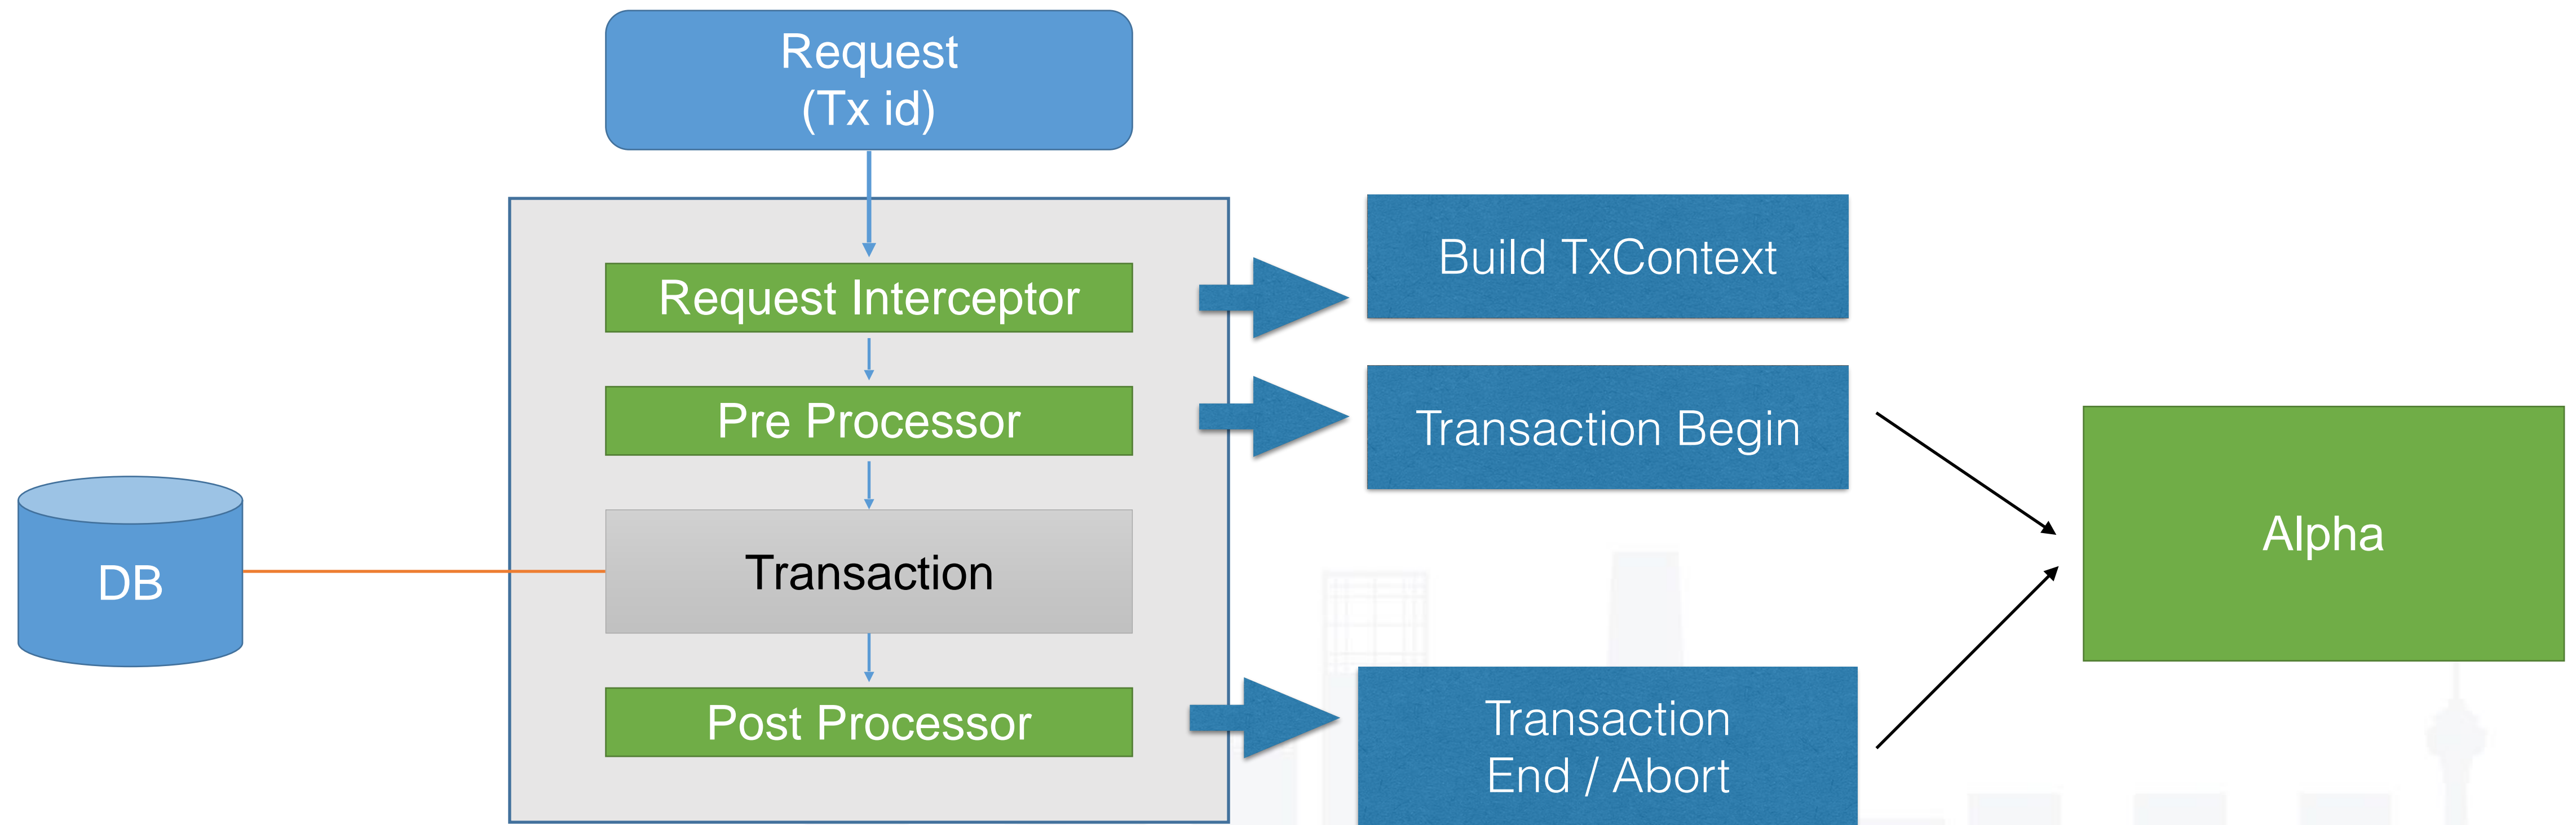 Request
(Tx id)
Request Interceptor
Build TxContext
Pre Processor
Transaction Begin
Transaction
DB
Alpha
Post Processor
Transaction
End / Abort